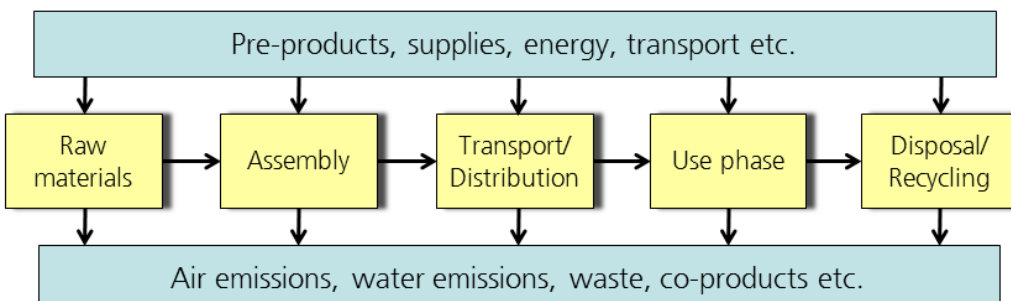 Pre-products, supplies, energy, transport etc.
Raw
materials
Assembly
Transport/
Distribution
Use phase
Disposal/
Recycling
Air emissions, water emissions, waste, co-products etc.